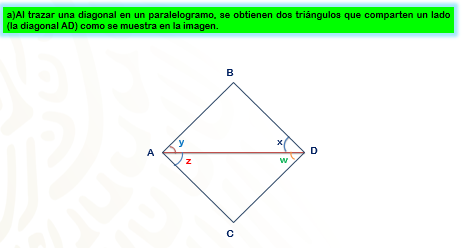 a)Al trazar una diagonal en un paralelogramo, se obtienen dos triángulos que comparten un lado
(la diagonal AD) como se muestra en la imagen.
B
y
x
A
D
z
w
C